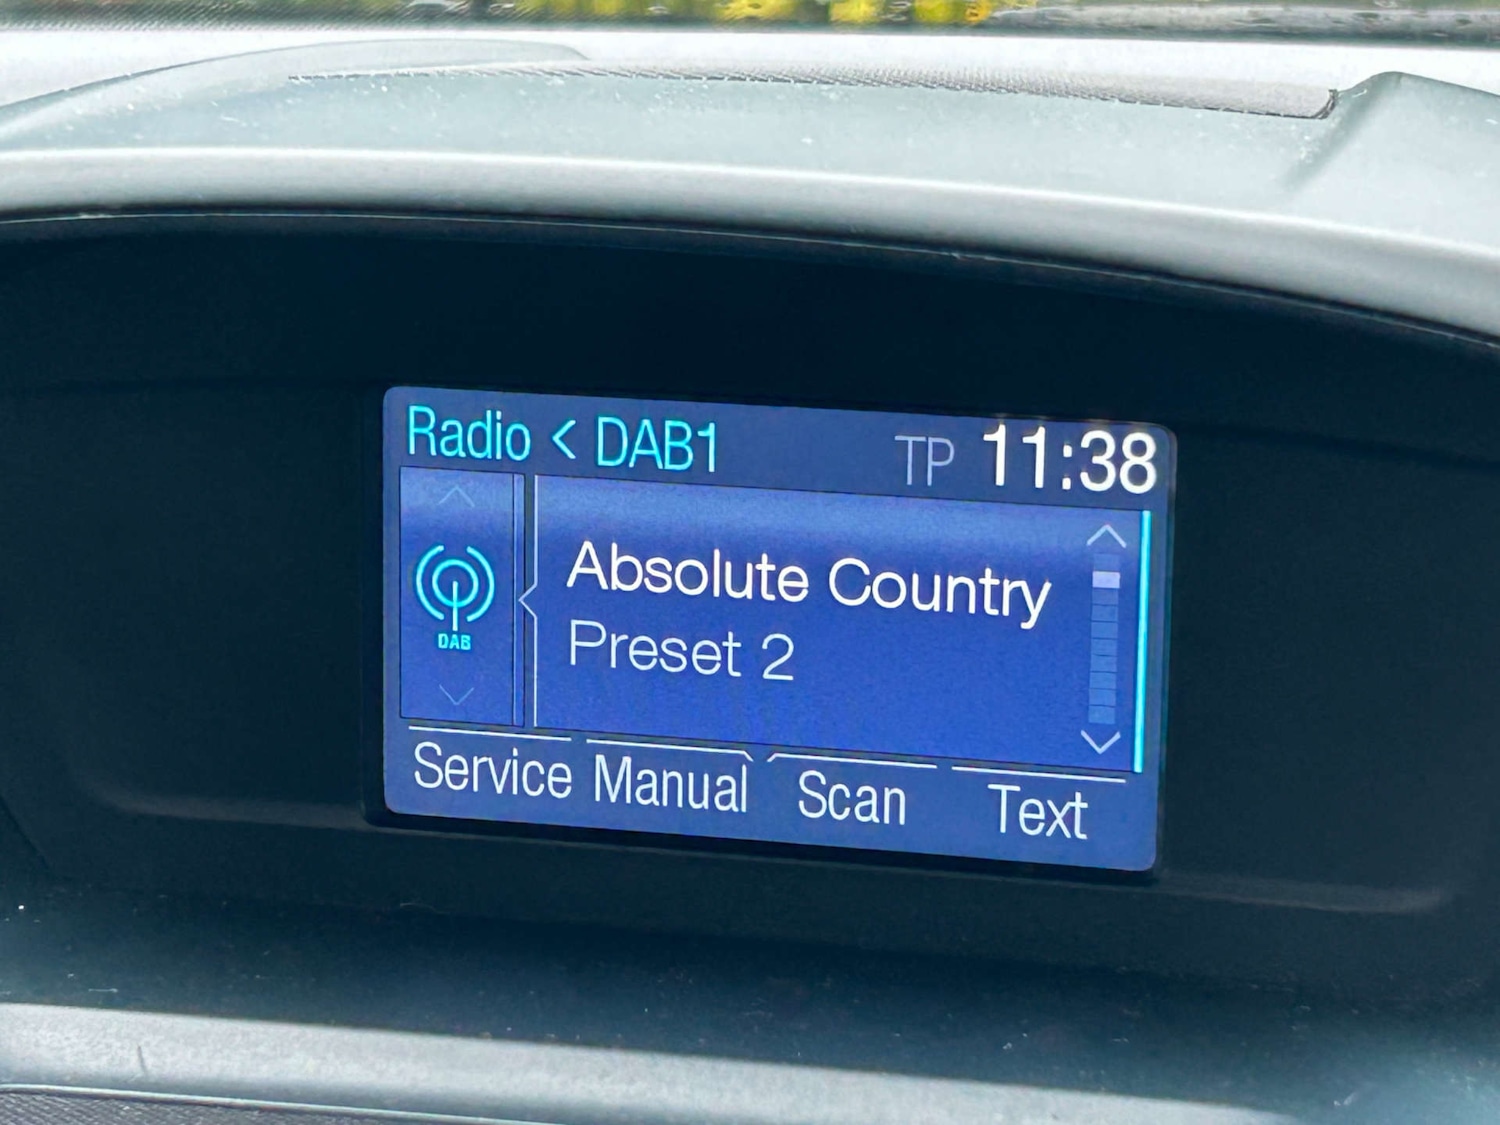 Radio < DAB1 TP 11:38
DAB
Absolute Country
Preset 2
Service Manual Scan Text